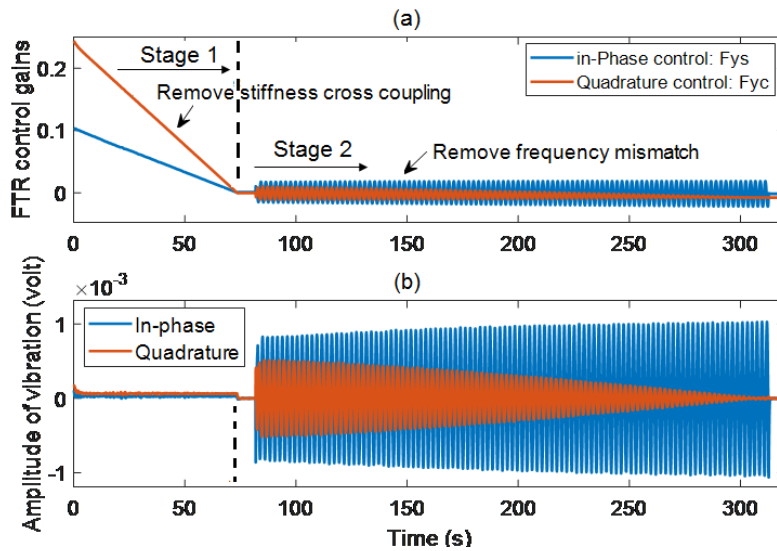 (a)
FTR control gains
0.2
0.1
0
Stage 1
Remove stiffness cross coupling
Stage 2
Remove frequency mismatch
in-Phase control: Fys
Quadrature control: Fyc
0
50
100
150
200
250
300
×10⁻³
(b)
Amplitude of vibration (volt)
1
0
-1
In-phase
Quadrature
0
50
100
150
200
250
300
Time (s)